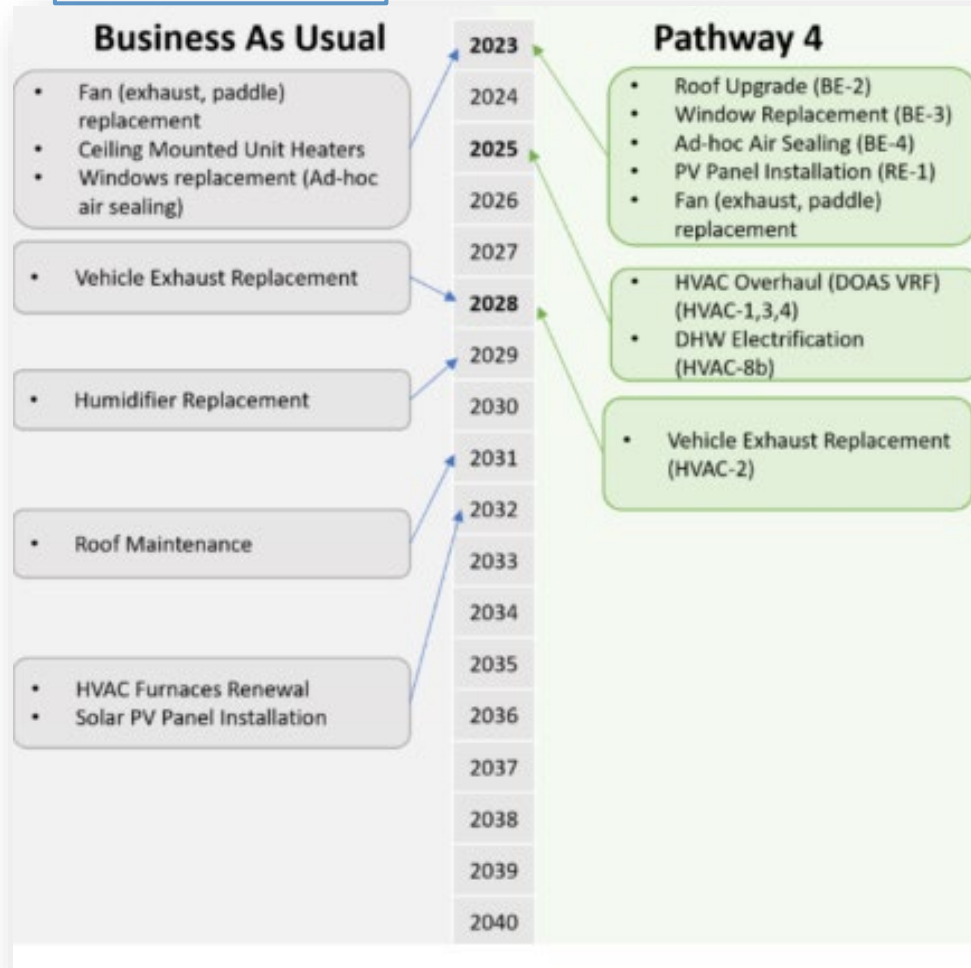 Business As Usual
• Fan (exhaust, paddle)
replacement
• Ceiling Mounted Unit Heaters
• Windows replacement (Ad-hoc
air sealing)
• Vehicle Exhaust Replacement
• Humidifier Replacement
• Roof Maintenance
• HVAC Furnaces Renewal
• Solar PV Panel Installation
2023
2024
2025
2026
2027
2028
2029
2030
2031
2032
2033
2034
2035
2036
2037
2038
2039
2040
Pathway 4
• Roof Upgrade (BE-2)
• Window Replacement (BE-3)
• Ad-hoc Air Sealing (BE-4)
• PV Panel Installation (RE-1)
• Fan (exhaust, paddle)
replacement
• HVAC Overhaul (DOAS VRF)
(HVAC-1,3,4)
• DHW Electrification
(HVAC-8b)
• Vehicle Exhaust Replacement
(HVAC-2)